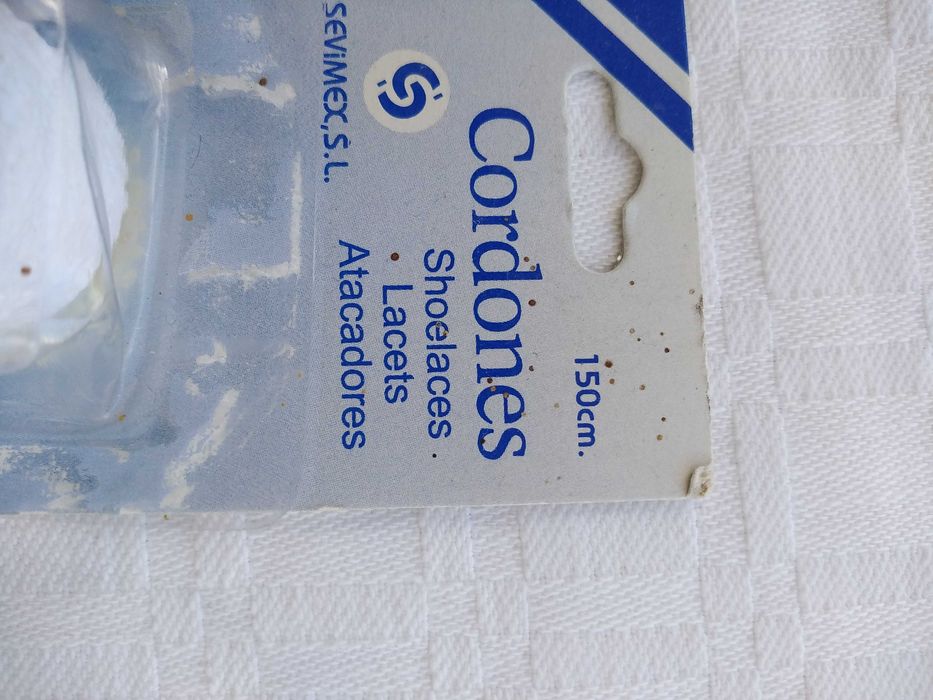 150cm.
Cordones
Shoelaces
Lacets
Atacadores
SEVIMEX,S.L.